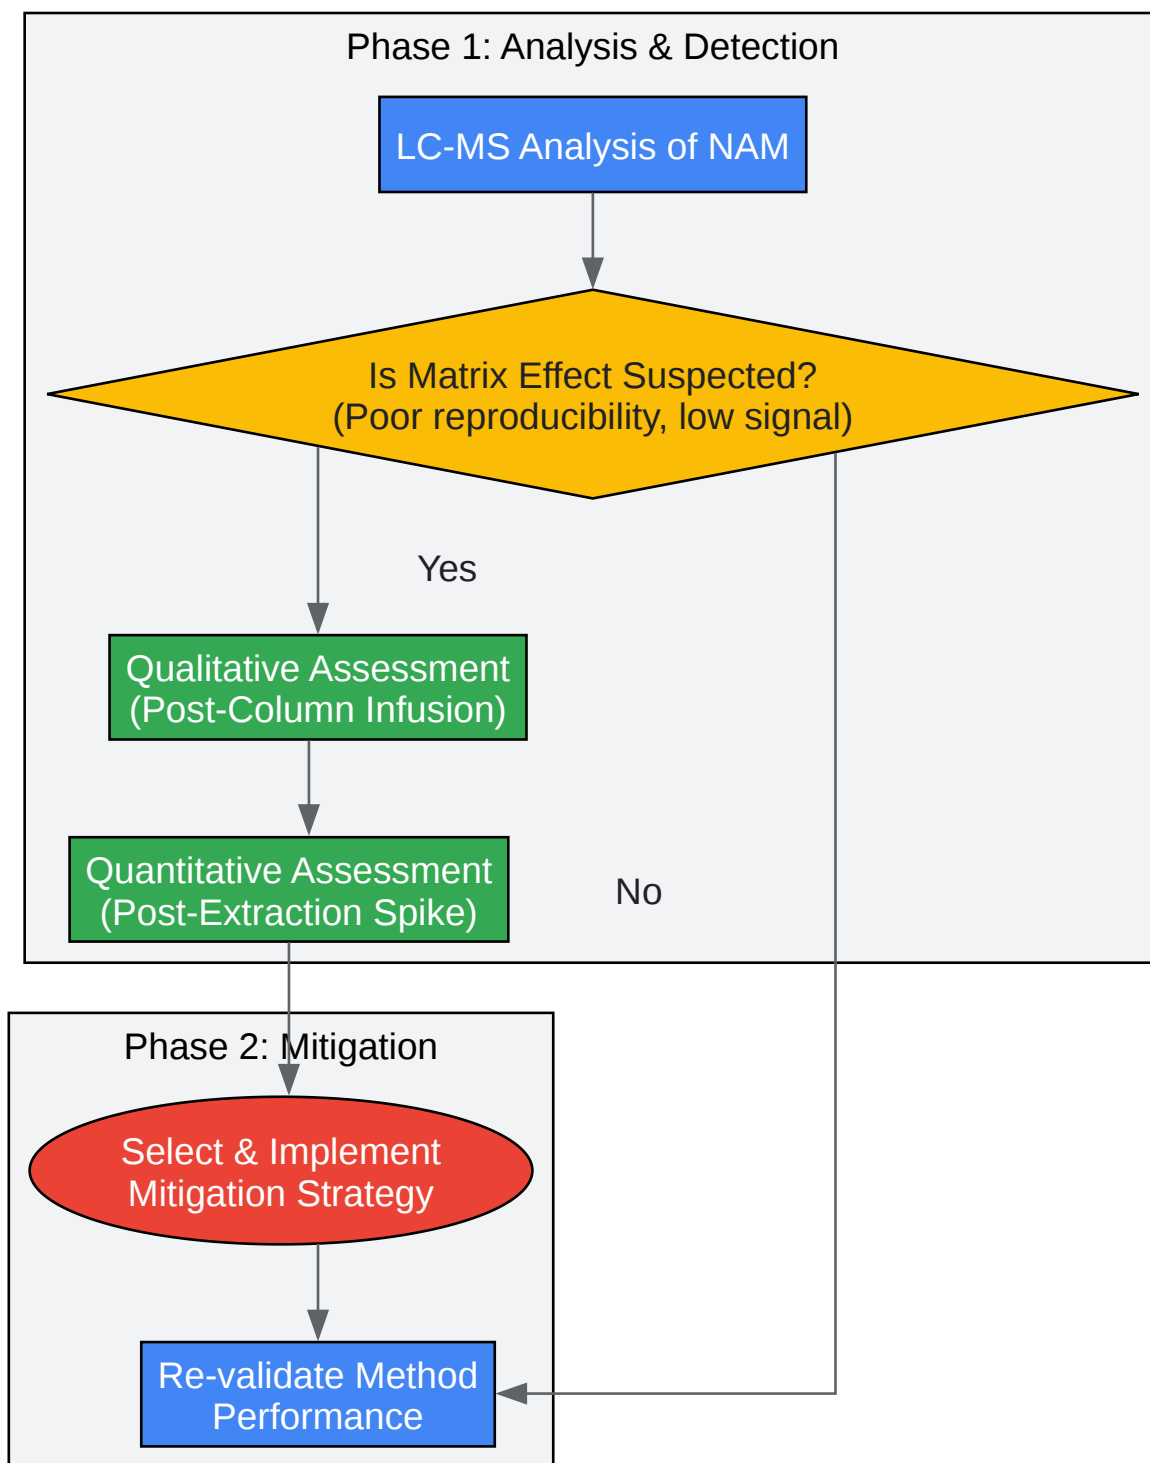 Phase 1: Analysis & Detection
LC-MS Analysis of NAM
Is Matrix Effect Suspected?
(Poor reproducibility, low signal)
Yes
Qualitative Assessment
(Post-Column Infusion)
Quantitative Assessment
(Post-Extraction Spike)
No
Phase 2: Mitigation
Select & Implement
Mitigation Strategy
Re-validate Method
Performance